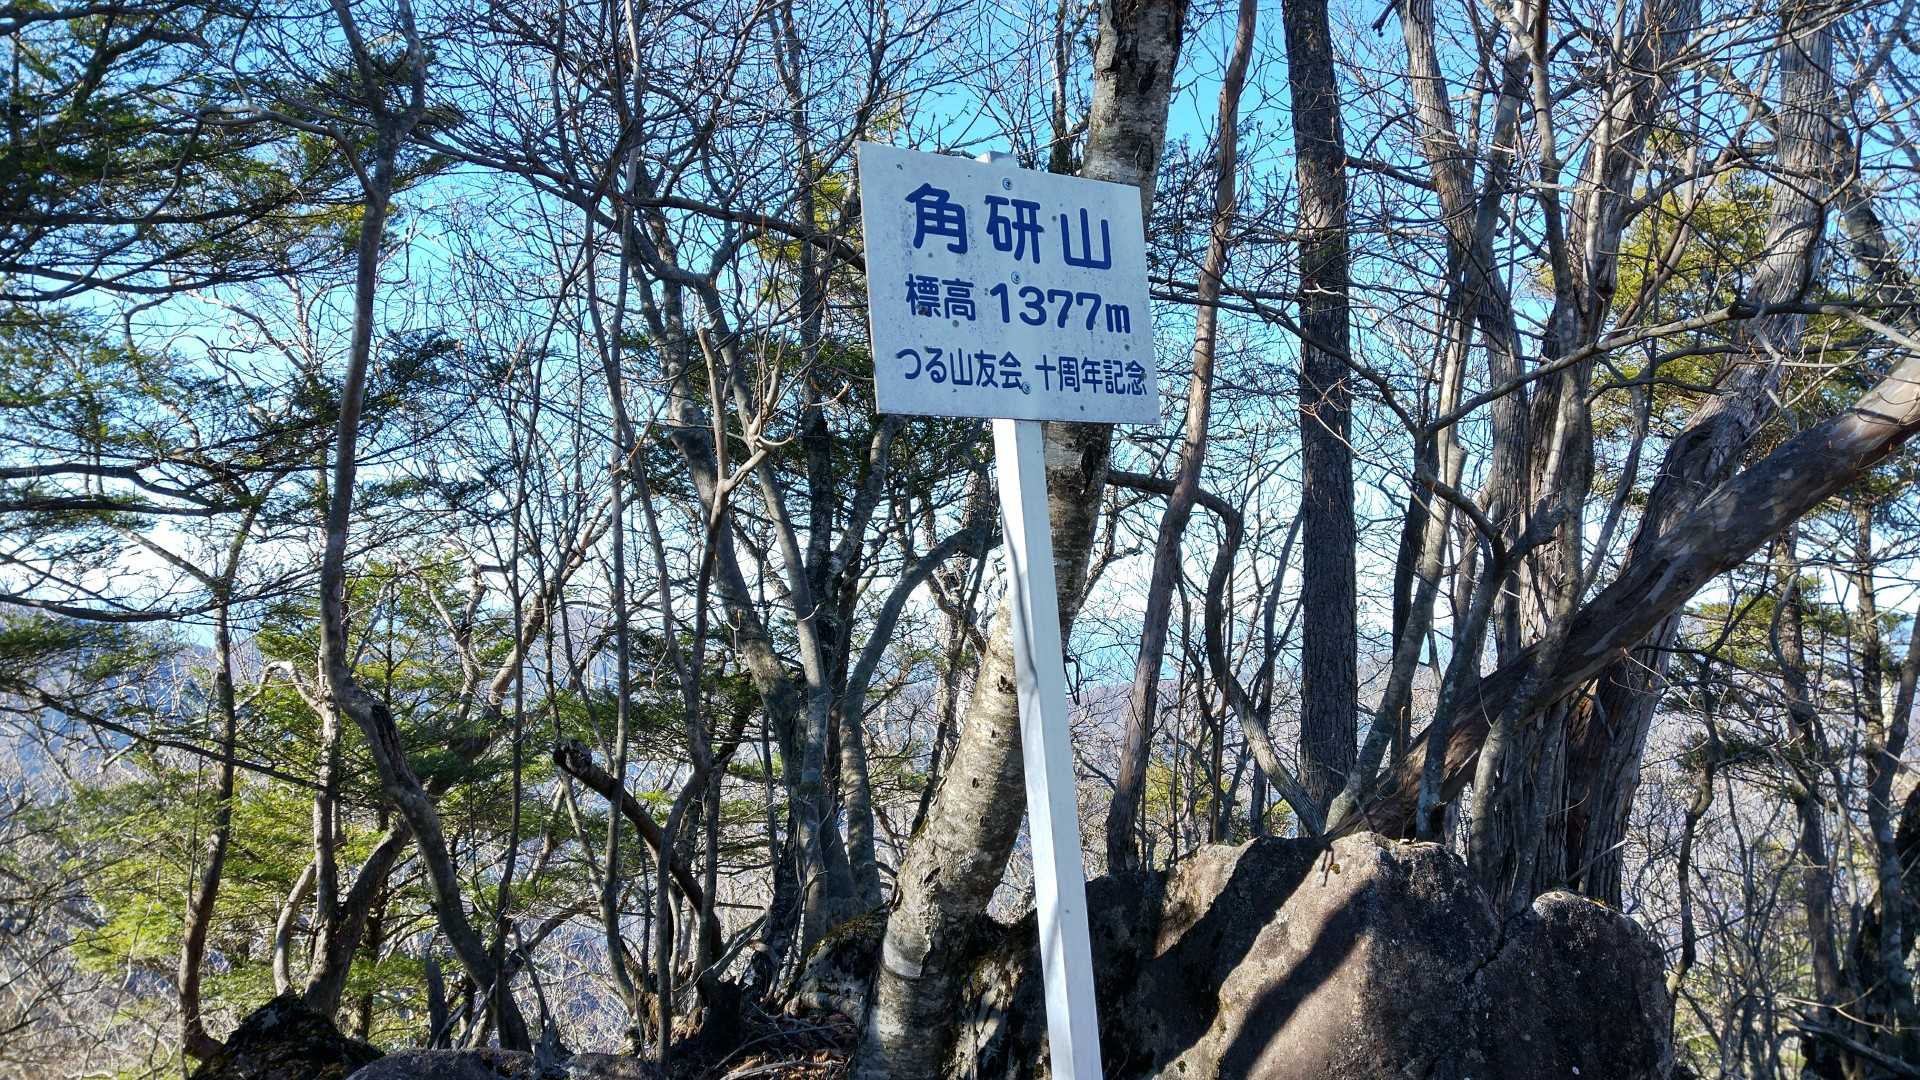 角研山
標高 1377m
つる山友会 十周年記念